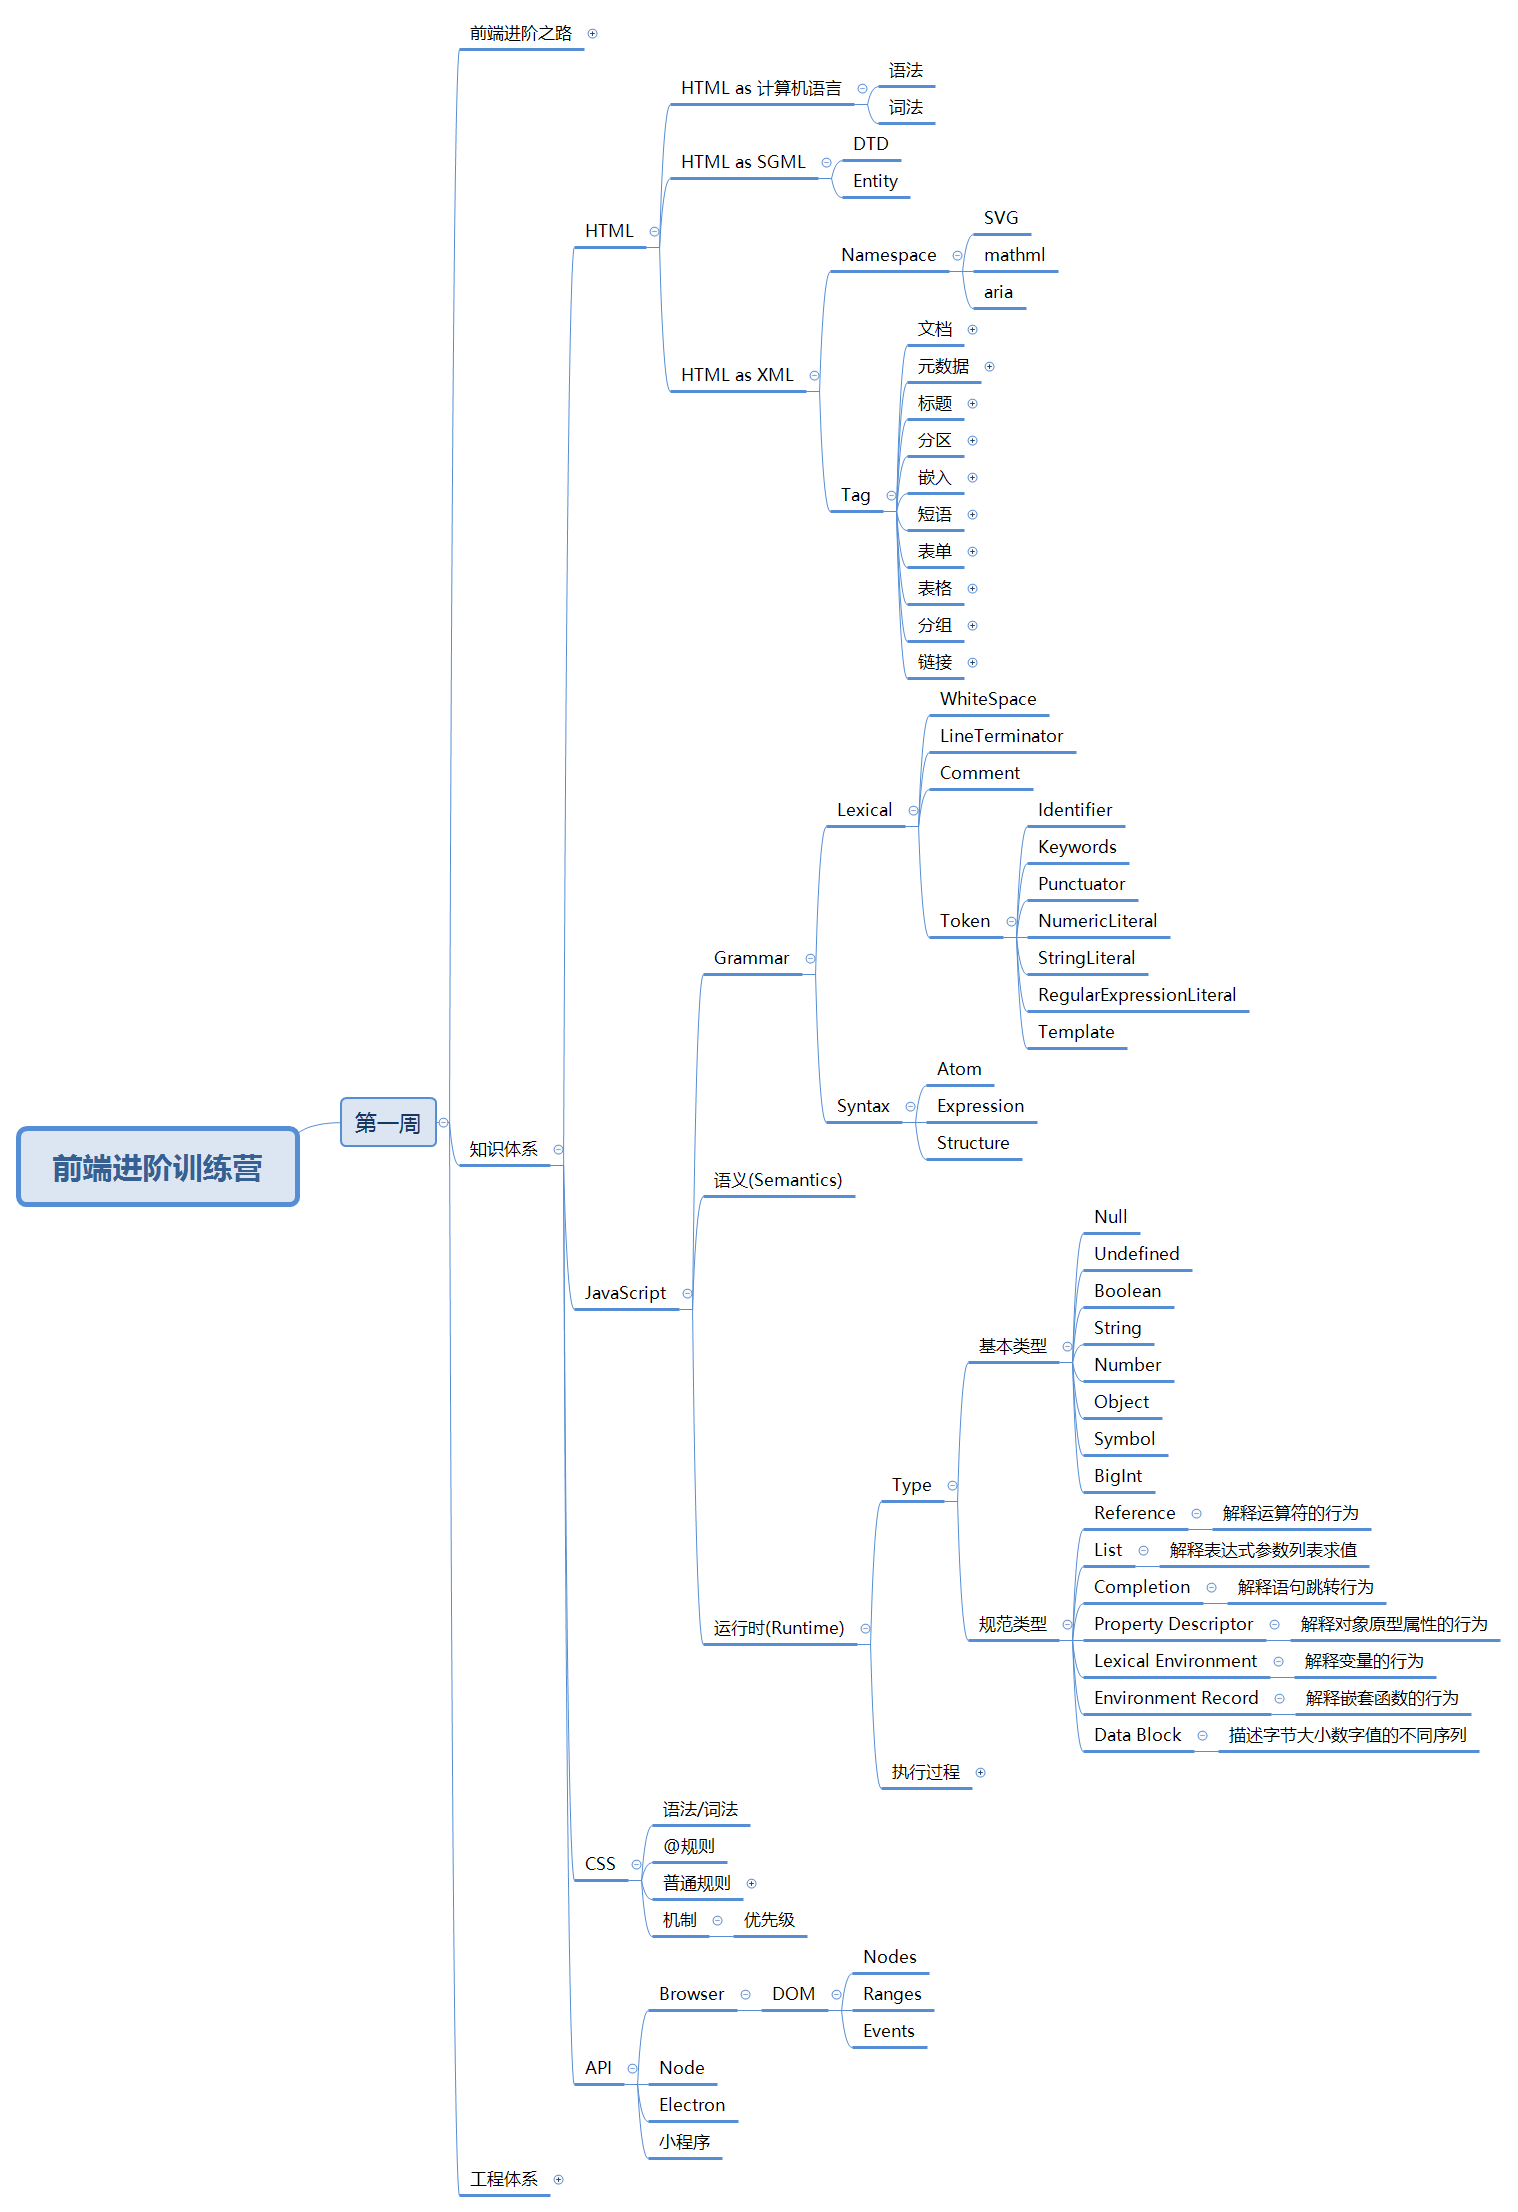 前端进阶训练营
第一周
前端进阶之路
知识体系
HTML
HTML as 计算机语言
语法
词法
HTML as SGML
DTD
Entity
HTML as XML
Namespace
SVG
mathml
aria
Tag
文档
元数据
标题
分区
嵌入
短语
表单
表格
分组
链接
JavaScript
Grammar
Lexical
WhiteSpace
LineTerminator
Comment
Token
Identifier
Keywords
Punctuator
NumericLiteral
StringLiteral
RegularExpressionLiteral
Template
Syntax
Atom
Expression
Structure
语义(Semantics)
运行时(Runtime)
Type
基本类型
Null
Undefined
Boolean
String
Number
Object
Symbol
BigInt
规范类型
Reference
解释运算符的行为
List
解释表达式参数列表求值
Completion
解释语句跳转行为
Property Descriptor
解释对象原型属性的行为
Lexical Environment
解释变量的行为
Environment Record
解释嵌套函数的行为
Data Block
描述字节大小数字值的不同序列
执行过程
CSS
语法/词法
@规则
普通规则
机制
优先级
API
Browser
DOM
Nodes
Ranges
Events
Node
Electron
小程序
工程体系